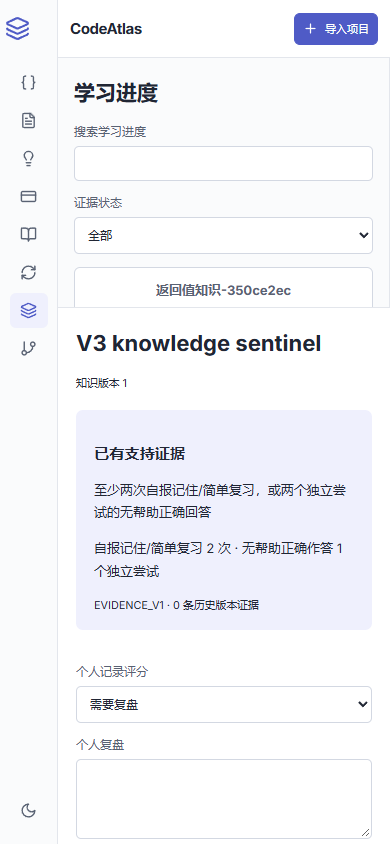 CodeAtlas
导入项目
学习进度
搜索学习进度
证据状态
全部
返回值知识-350ce2ec
V3 knowledge sentinel
知识版本 1
已有支持证据
至少两次自报记住/简单复习，或两个独立尝
试的无帮助正确回答
自报记住/简单复习 2 次 · 无帮助正确作答 1
个独立尝试
EVIDENCE_V1 · 0 条历史版本证据
个人记录评分
需要复盘
个人复盘